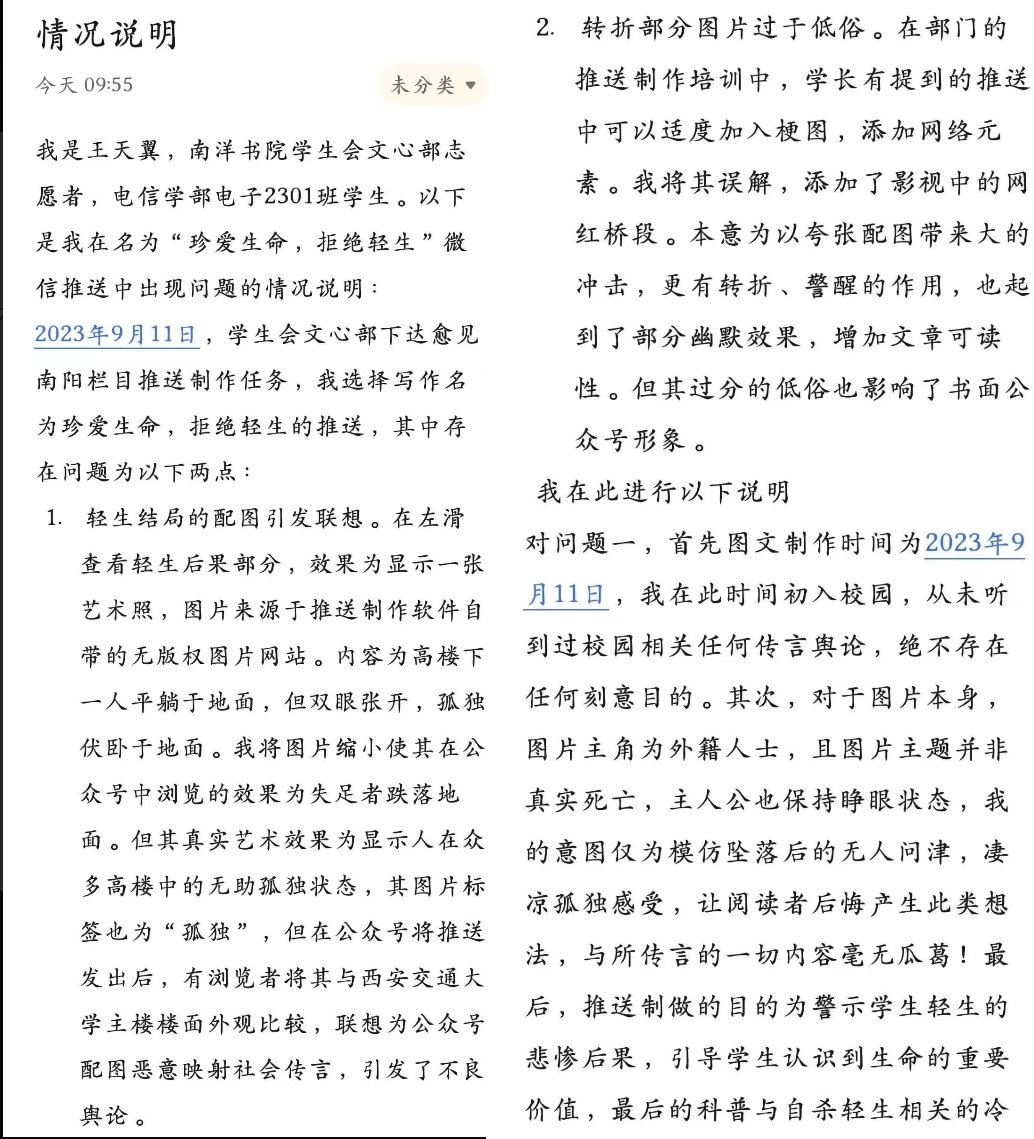 情况说明
今天 09:55
未分类 ▼
我是王天翼，南洋书院学生会文心部志
愿者，电信学部电子2301班学生。以下
是我在名为“珍爱生命，拒绝轻生”微
信推送中出现问题的情况说明：
2023年9月11日，学生会文心部下达愈见
南阳栏目推送制作任务，我选择写作名
为珍爱生命，拒绝轻生的推送，其中存
在问题为以下两点：
1. 轻生结局的配图引发联想。在左滑
查看轻生后果部分，效果为显示一张
艺术照，图片来源于推送制作软件自
带的无版权图片网站。内容为高楼下
一人平躺于地面，但双眼张开，孤独
伏卧于地面。我将图片缩小使其在公
众号中浏览的效果为失足者跌落地
面。但其真实艺术效果为显示人在众
多高楼中的无助孤独状态，其图片标
签也为“孤独”，但在公众号将推送
发出后，有浏览者将其与西安交通大
学主楼楼面外观比较，联想为公众号
配图恶意映射社会传言，引发了不良
舆论。
2. 转折部分图片过于低俗。在部门的
推送制作培训中，学长有提到的推送
中可以适度加入梗图，添加网络元
素。我将其误解，添加了影视中的网
红桥段。本意为以夸张配图带来大的
冲击，更有转折、警醒的作用，也起
到了部分幽默效果，增加文章可读
性。但其过分的低俗也影响了书面公
众号形象。
我在此进行以下说明
对问题一，首先图文制作时间为2023年9
月11日，我在此时间初入校园，从未听
到过校园相关任何传言舆论，绝不存在
任何刻意目的。其次，对于图片本身，
图片主角为外籍人士，且图片主题并非
真实死亡，主人公也保持睁眼状态，我
的意图仅为模仿坠落后的无人问津，凄
凉孤独感受，让阅读者后悔产生此类想
法，与所传言的一切内容毫无瓜葛！最
后，推送制做的目的为警示学生轻生的
悲惨后果，引导学生认识到生命的重要
价值，最后的科普与自杀轻生相关的冷